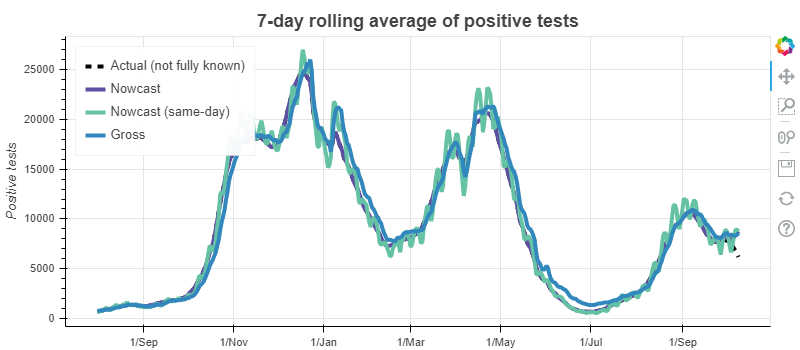 7-day rolling average of positive tests
Actual (not fully known)
Nowcast
Nowcast (same-day)
Gross
Positive tests
25000
20000
15000
10000
5000
0
1/Sep
1/Nov
1/Jan
1/Mar
1/May
1/Jul
1/Sep